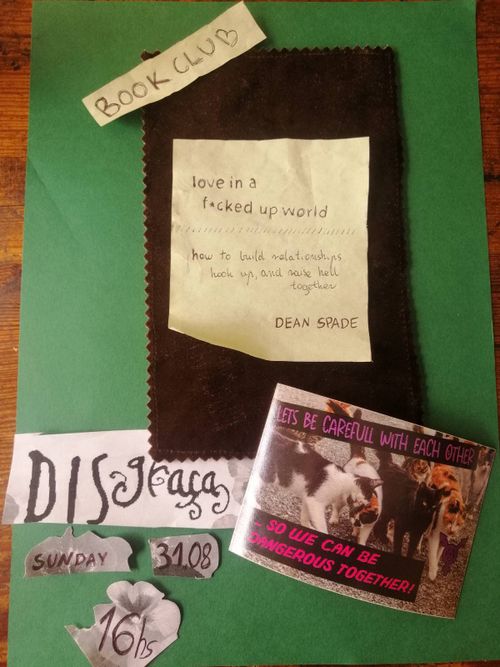 BOOK CLUB
love in a
f*cked up world
how to build relationships
hook up, and raise hell
together
DEAN SPADE
LETS BE CAREFULL WITH EACH OTHER
- SO WE CAN BE
DANGEROUS TOGETHER!
DISgraça
SUNDAY 31.08
16hs